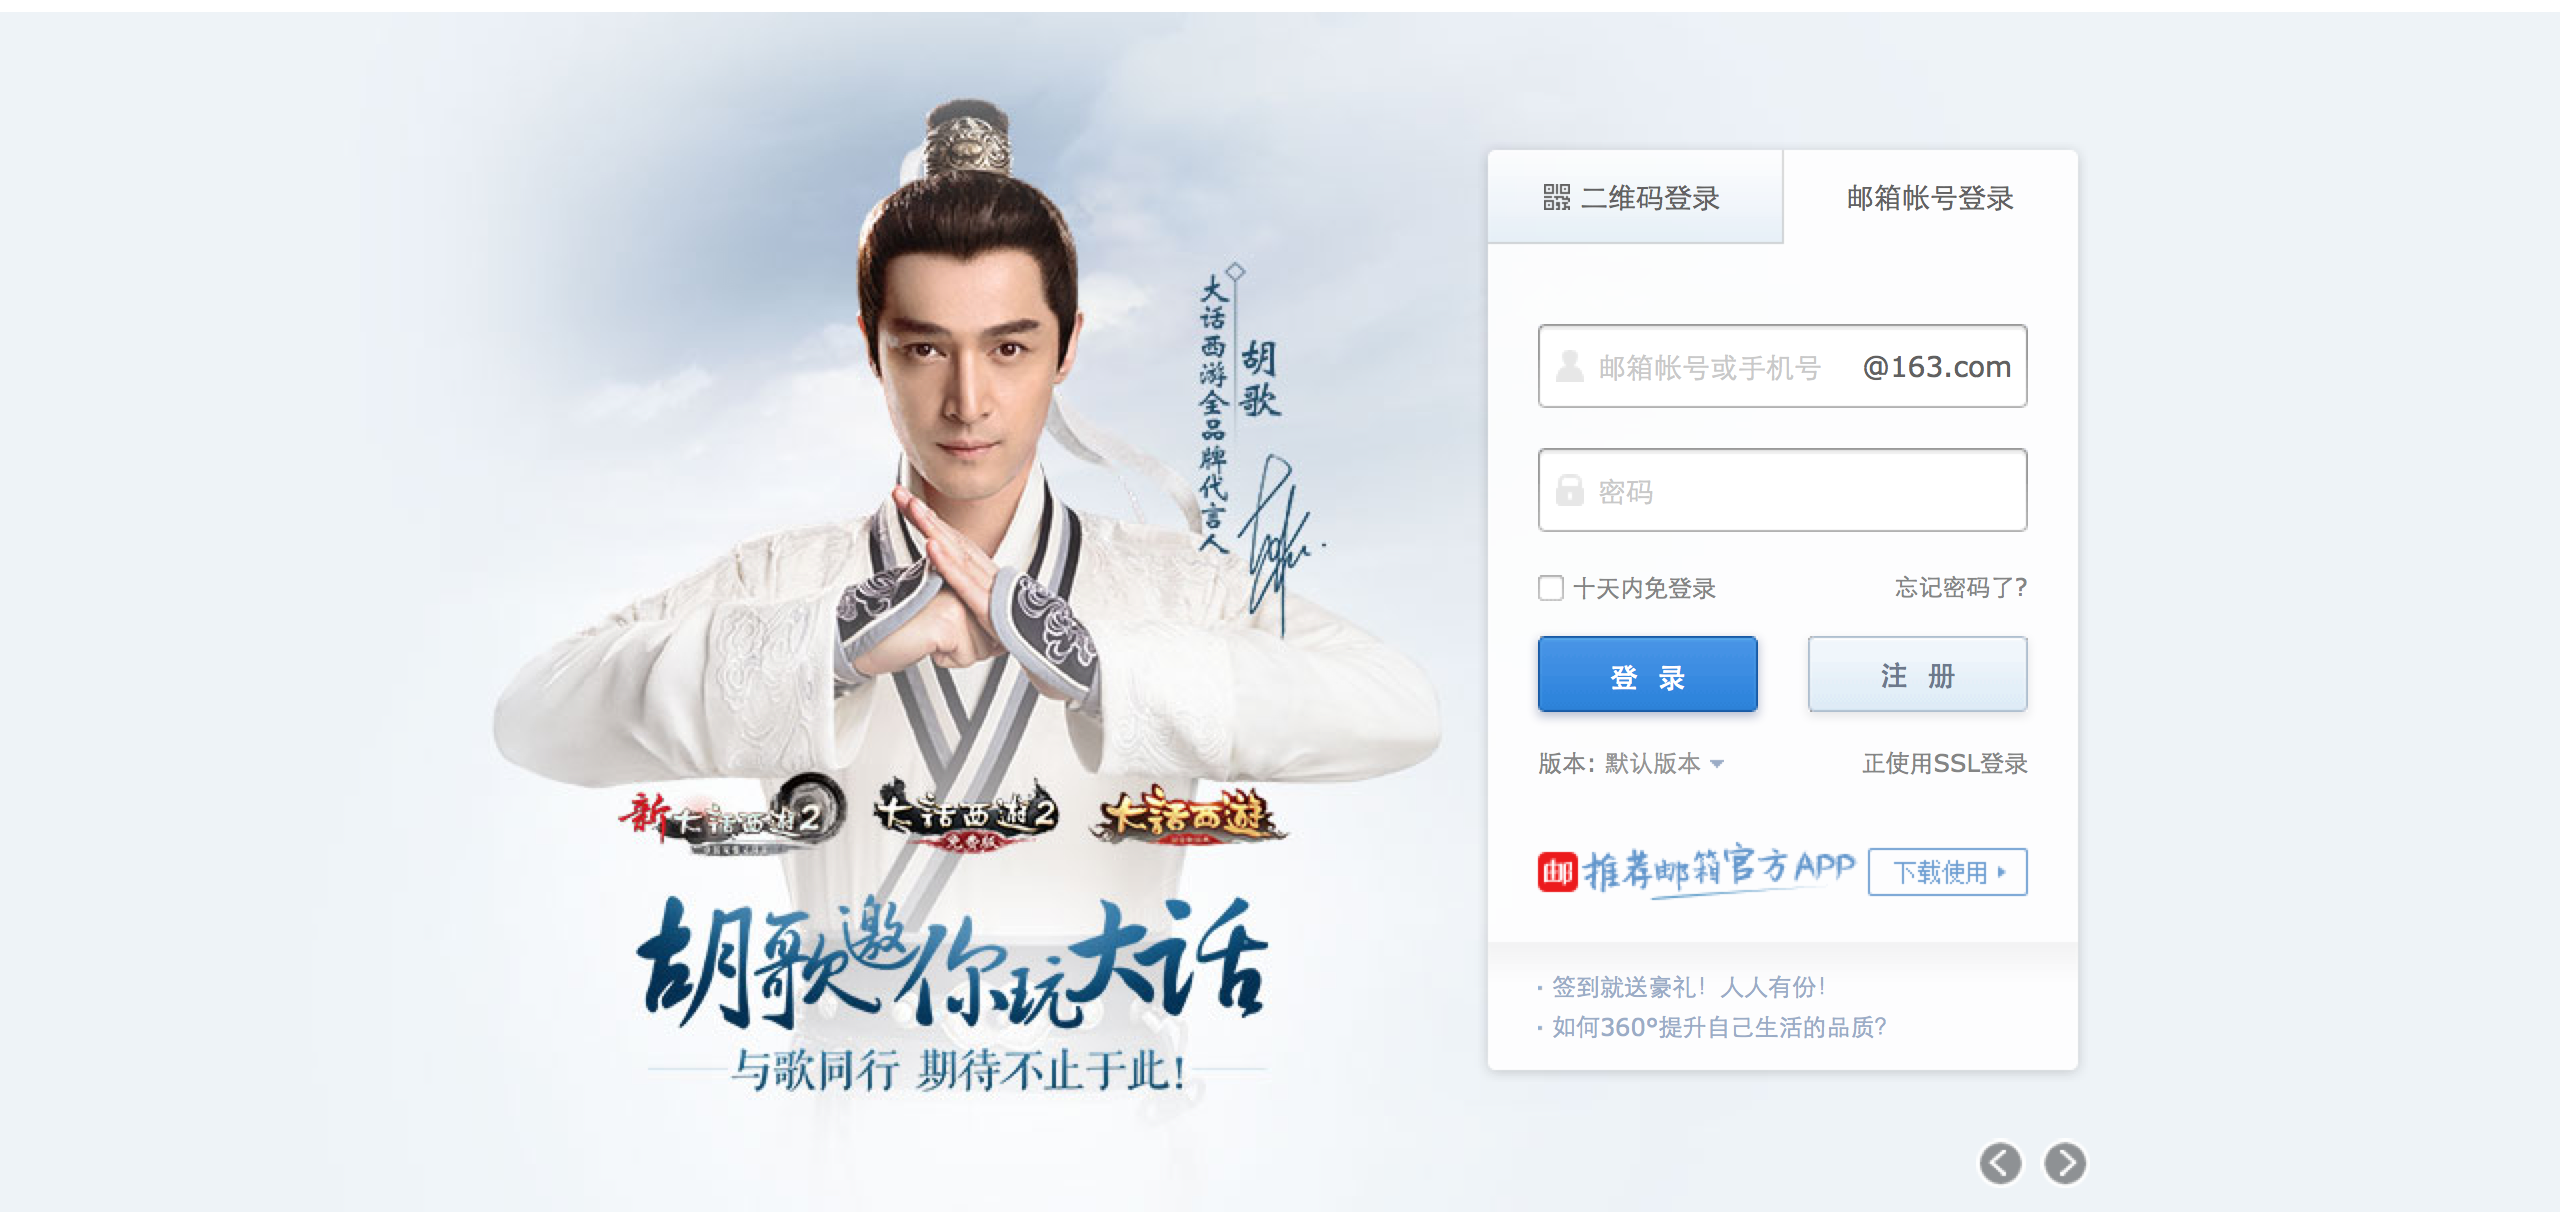 大话西游全品牌代言人
胡歌
新大话西游2
大话西游2
免费版
大话西游
胡歌邀你玩大话
与歌同行 期待不止于此!
二维码登录
邮箱帐号登录
邮箱帐号或手机号 @163.com
密码
十天内免登录 忘记密码了?
登 录 注 册
版本: 默认版本 正使用SSL登录
邮 推荐邮箱官方APP 下载使用
· 签到就送豪礼！人人有份！
· 如何360°提升自己生活的品质?